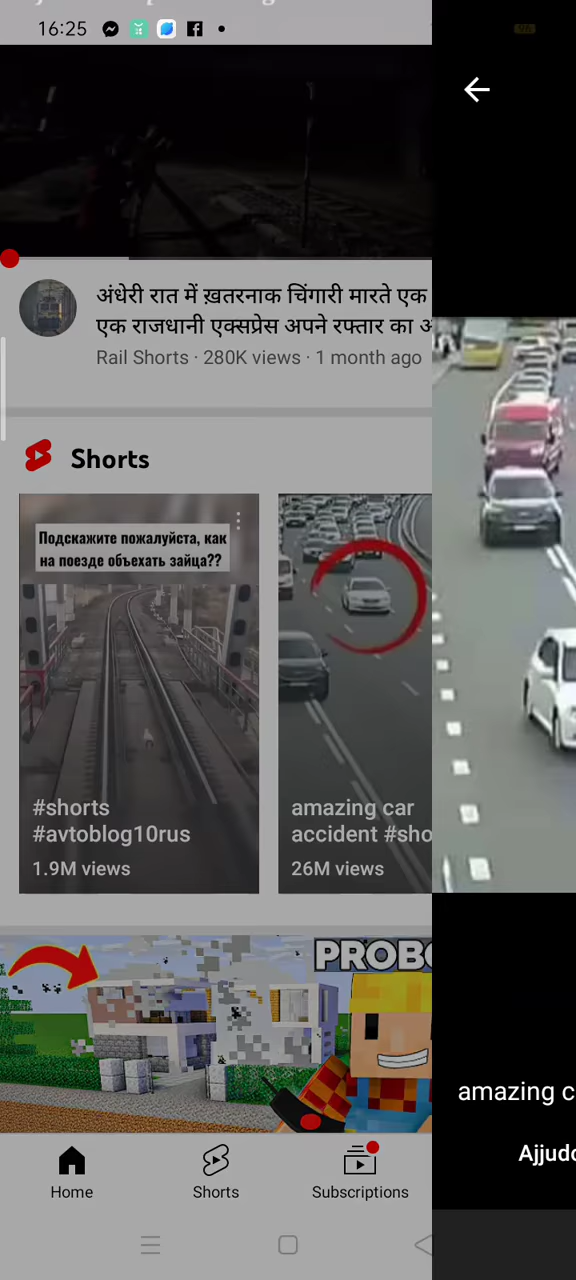 16:25
अंधेरी रात में ख़तरनाक चिंगारी मारते एक
एक राजधानी एक्सप्रेस अपने रफ्तार का
Rail Shorts · 280K views · 1 month ago
Shorts
Подскажите пожалуйста, как
на поезде объехать зайца??
#shorts
#avtoblog10rus
1.9M views
amazing car
accident #sho
26M views
PROB
Home
Shorts
Subscriptions
amazing c
Ajjud